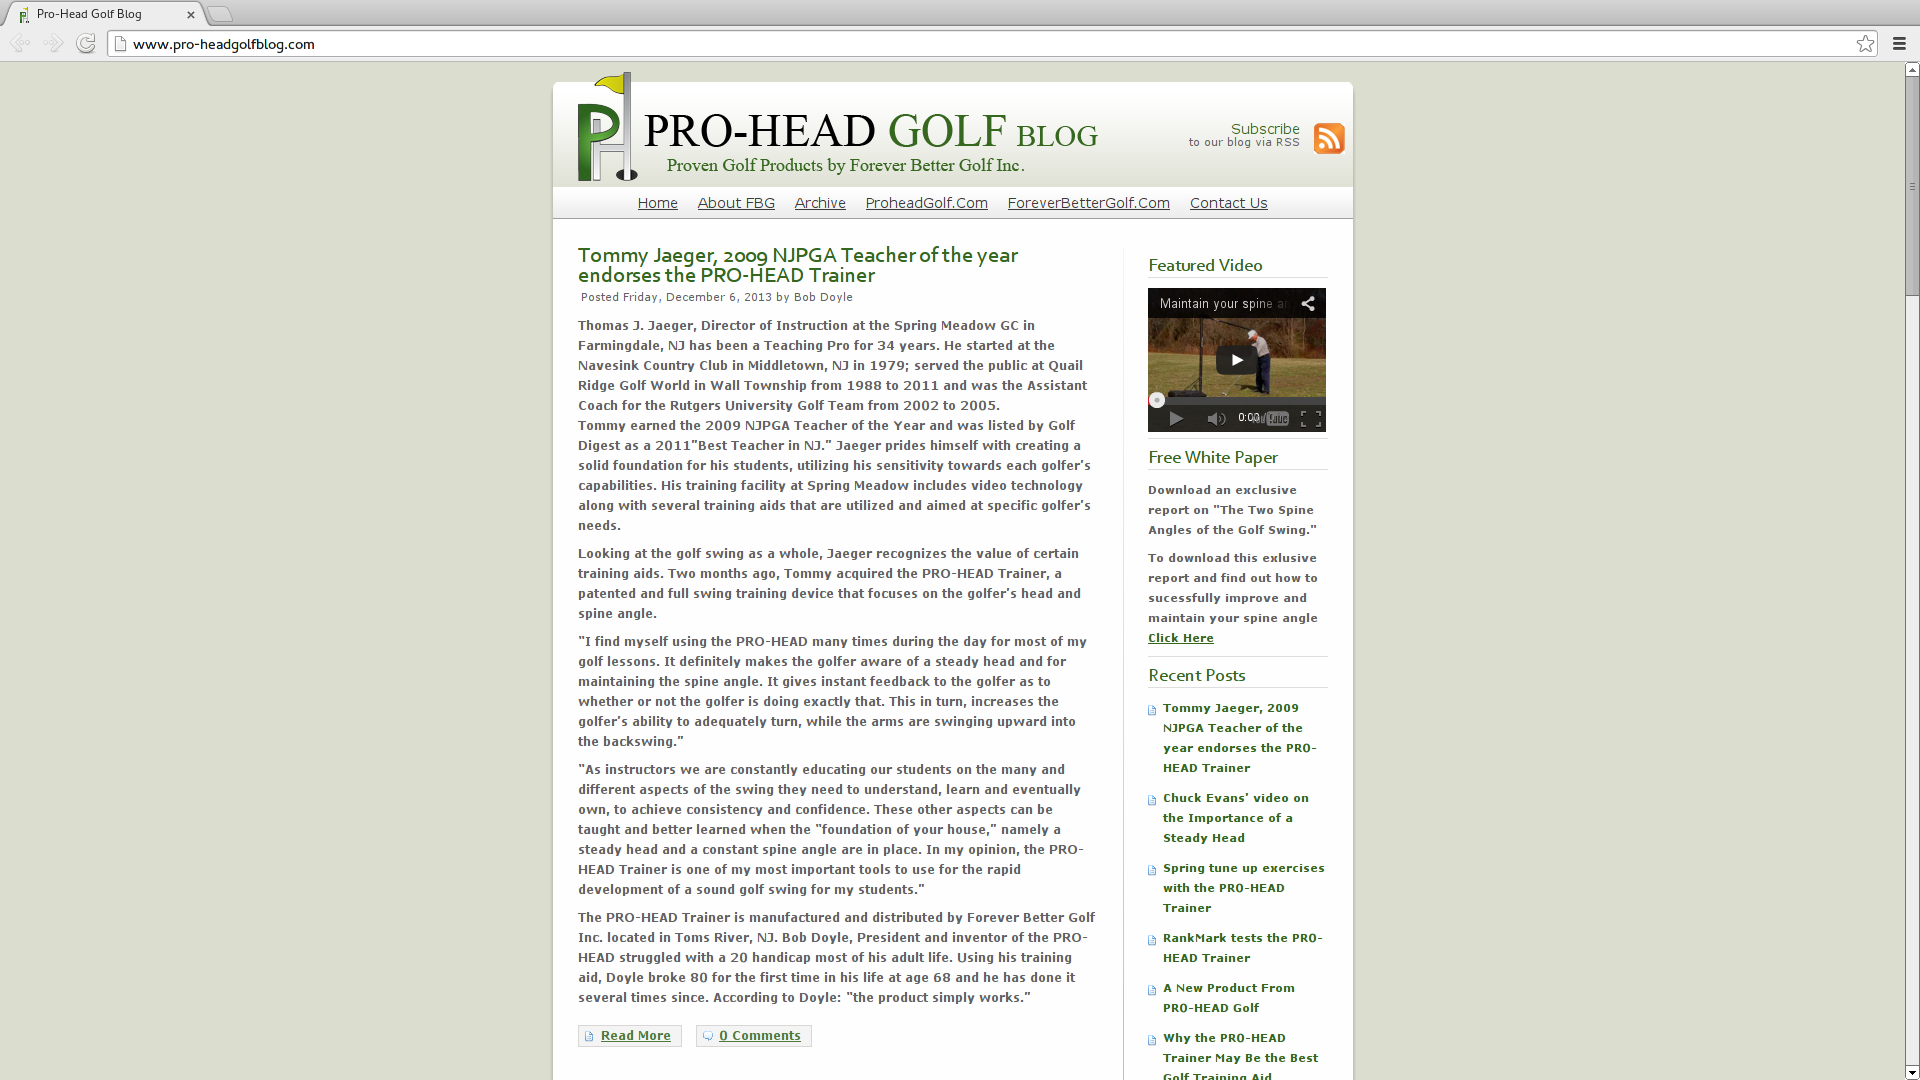 Pro-Head Golf Blog
www.pro-headgolfblog.com
PH
PRO-HEAD GOLF BLOG
Proven Golf Products by Forever Better Golf Inc.
Subscribe
to our blog via RSS
Home About FBG Archive ProheadGolf.Com ForeverBetterGolf.Com Contact Us
Tommy Jaeger, 2009 NJPGA Teacher of the year
endorses the PRO-HEAD Trainer
Posted Friday, December 6, 2013 by Bob Doyle
Thomas J. Jaeger, Director of Instruction at the Spring Meadow GC in
Farmingdale, NJ has been a Teaching Pro for 34 years. He started at the
Navesink Country Club in Middletown, NJ in 1979; served the public at Quail
Ridge Golf World in Wall Township from 1988 to 2011 and was the Assistant
Coach for the Rutgers University Golf Team from 2002 to 2005.
Tommy earned the 2009 NJPGA Teacher of the Year and was listed by Golf
Digest as a 2011"Best Teacher in NJ." Jaeger prides himself with creating a
solid foundation for his students, utilizing his sensitivity towards each golfer's
capabilities. His training facility at Spring Meadow includes video technology
along with several training aids that are utilized and aimed at specific golfer's
needs.
Looking at the golf swing as a whole, Jaeger recognizes the value of certain
training aids. Two months ago, Tommy acquired the PRO-HEAD Trainer, a
patented and full swing training device that focuses on the golfer's head and
spine angle.
"I find myself using the PRO-HEAD many times during the day for most of my
golf lessons. It definitely makes the golfer aware of a steady head and for
maintaining the spine angle. It gives instant feedback to the golfer as to
whether or not the golfer is doing exactly that. This in turn, increases the
golfer's ability to adequately turn, while the arms are swinging upward into
the backswing."
"As instructors we are constantly educating our students on the many and
different aspects of the swing they need to understand, learn and eventually
own, to achieve consistency and confidence. These other aspects can be
taught and better learned when the "foundation of your house," namely a
steady head and a constant spine angle are in place. In my opinion, the PRO-
HEAD Trainer is one of my most important tools to use for the rapid
development of a sound golf swing for my students."
The PRO-HEAD Trainer is manufactured and distributed by Forever Better Golf
Inc. located in Toms River, NJ. Bob Doyle, President and inventor of the PRO-
HEAD struggled with a 20 handicap most of his adult life. Using his training
aid, Doyle broke 80 for the first time in his life at age 68 and he has done it
several times since. According to Doyle: "the product simply works."
Read More 0 Comments
Featured Video
Maintain your spine an
0:00
Free White Paper
Download an exclusive
report on "The Two Spine
Angles of the Golf Swing."
To download this exlusive
report and find out how to
sucessfully improve and
maintain your spine angle
Click Here
Recent Posts
Tommy Jaeger, 2009
NJPGA Teacher of the
year endorses the PRO-
HEAD Trainer
Chuck Evans' video on
the Importance of a
Steady Head
Spring tune up exercises
with the PRO-HEAD
Trainer
RankMark tests the PRO-
HEAD Trainer
A New Product From
PRO-HEAD Golf
Why the PRO-HEAD
Trainer May Be the Best
Golf Training Aid